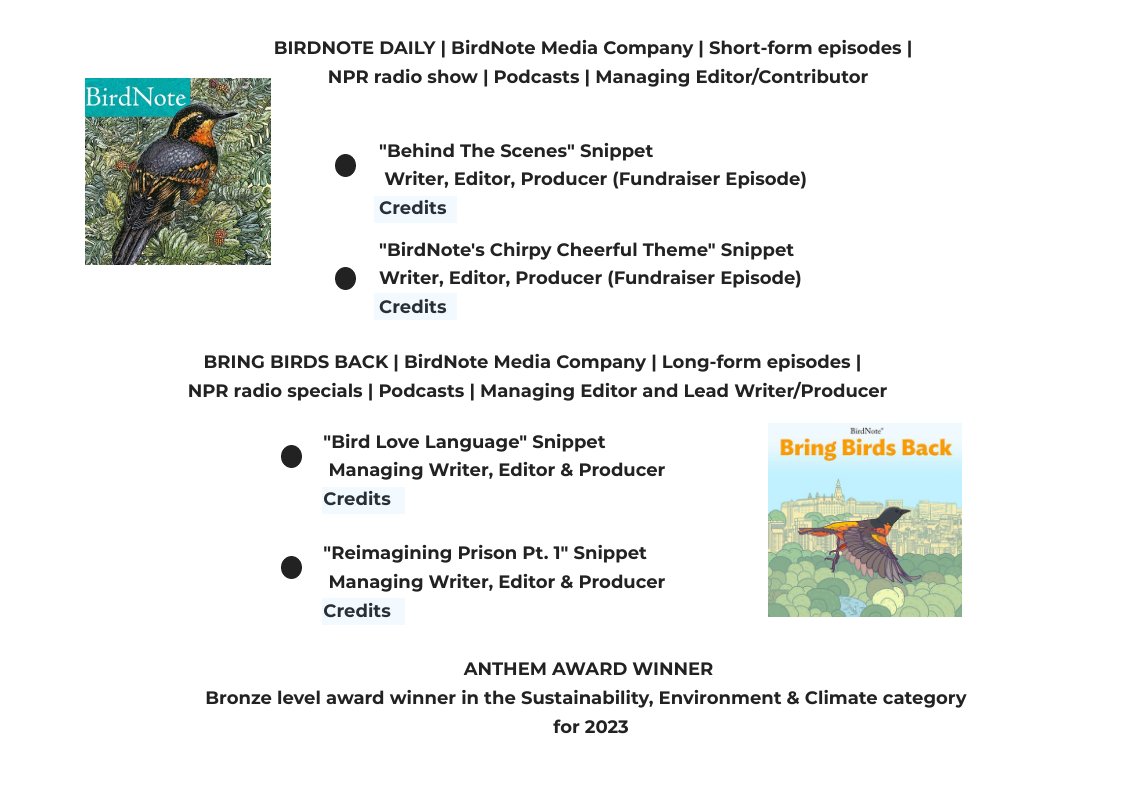 BIRDNOTE DAILY | BirdNote Media Company | Short-form episodes |
NPR radio show | Podcasts | Managing Editor/Contributor
BirdNote
"Behind The Scenes" Snippet
Writer, Editor, Producer (Fundraiser Episode)
Credits
"BirdNote's Chirpy Cheerful Theme" Snippet
Writer, Editor, Producer (Fundraiser Episode)
Credits
BRING BIRDS BACK | BirdNote Media Company | Long-form episodes |
NPR radio specials | Podcasts | Managing Editor and Lead Writer/Producer
"Bird Love Language" Snippet
Managing Writer, Editor & Producer
Credits
"Reimagining Prison Pt. 1" Snippet
Managing Writer, Editor & Producer
Credits
BirdNote®
Bring Birds Back
ANTHEM AWARD WINNER
Bronze level award winner in the Sustainability, Environment & Climate category
for 2023